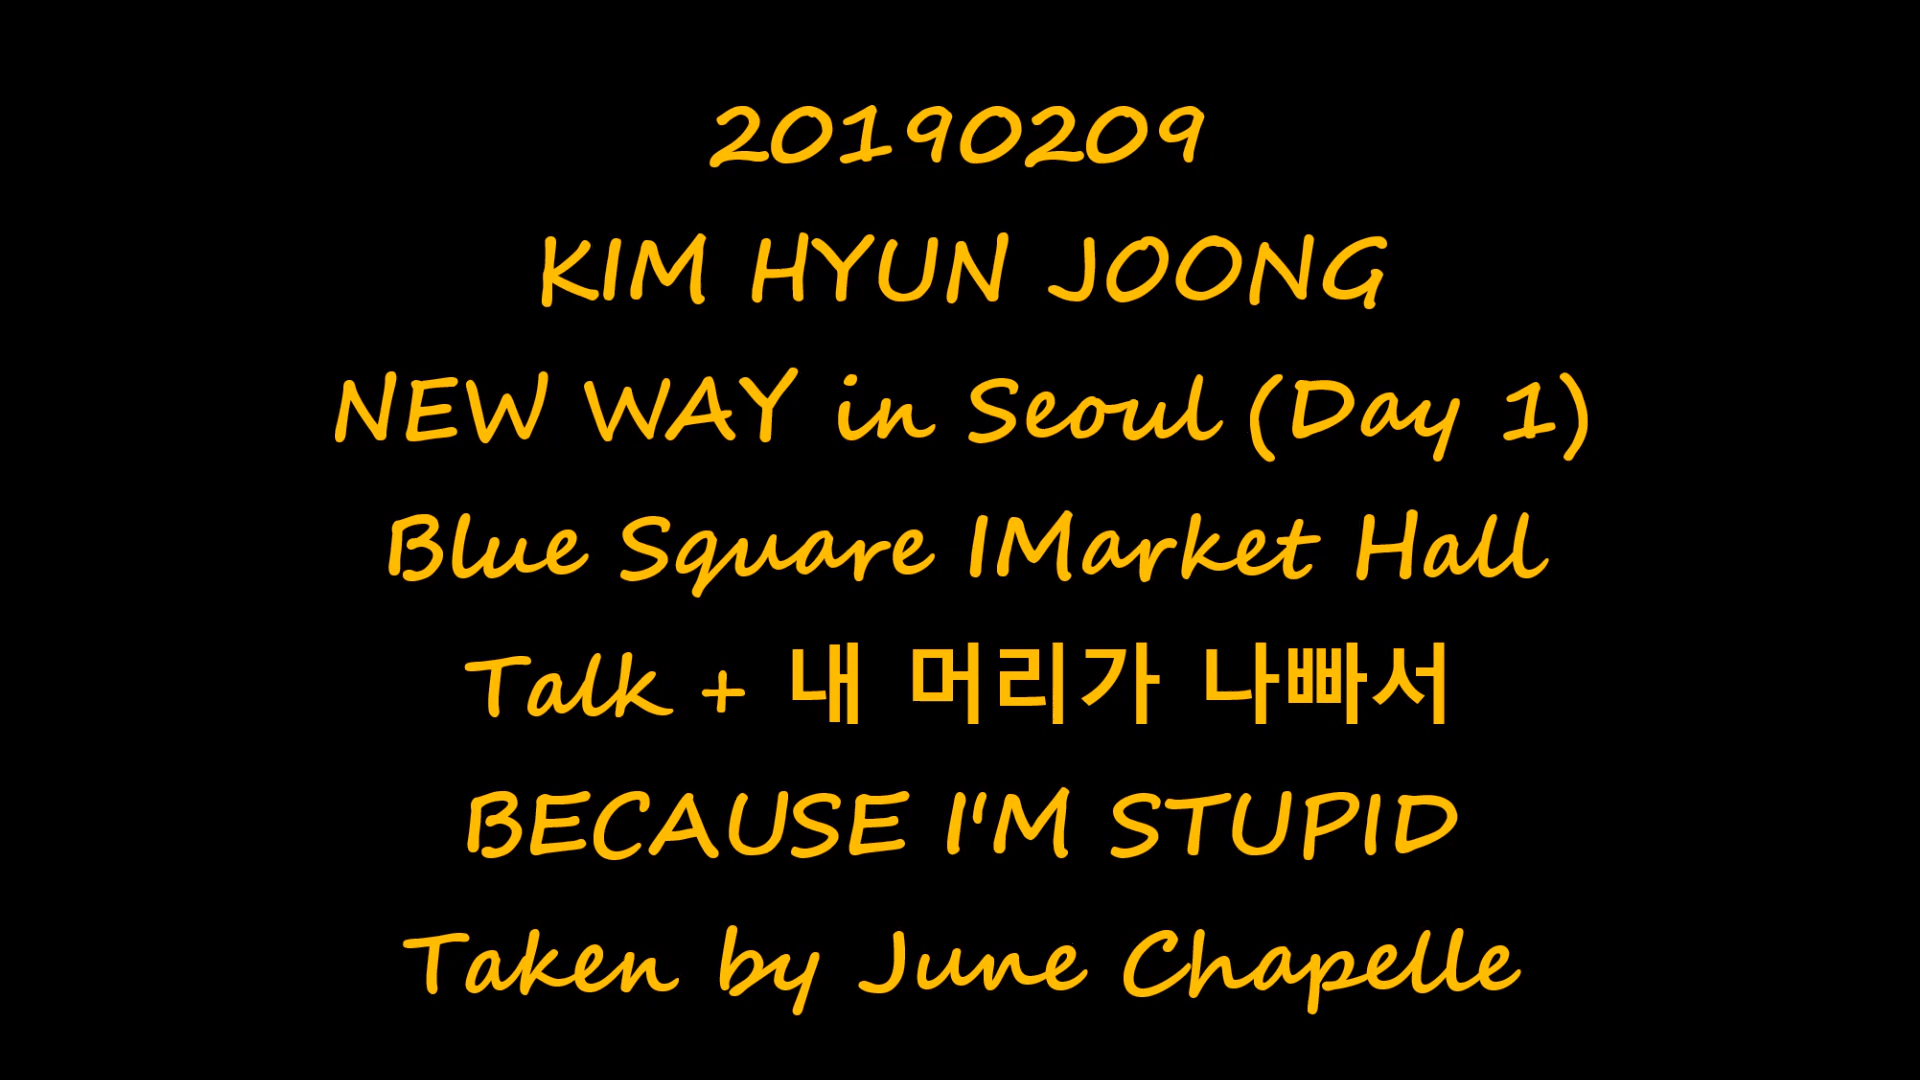 20190209
KIM HYUN JOONG
NEW WAY in Seoul (Day 1)
Blue Square IMarket Hall
Talk + 내 머리가 나빠서
BECAUSE I'M STUPID
Taken by June Chapelle